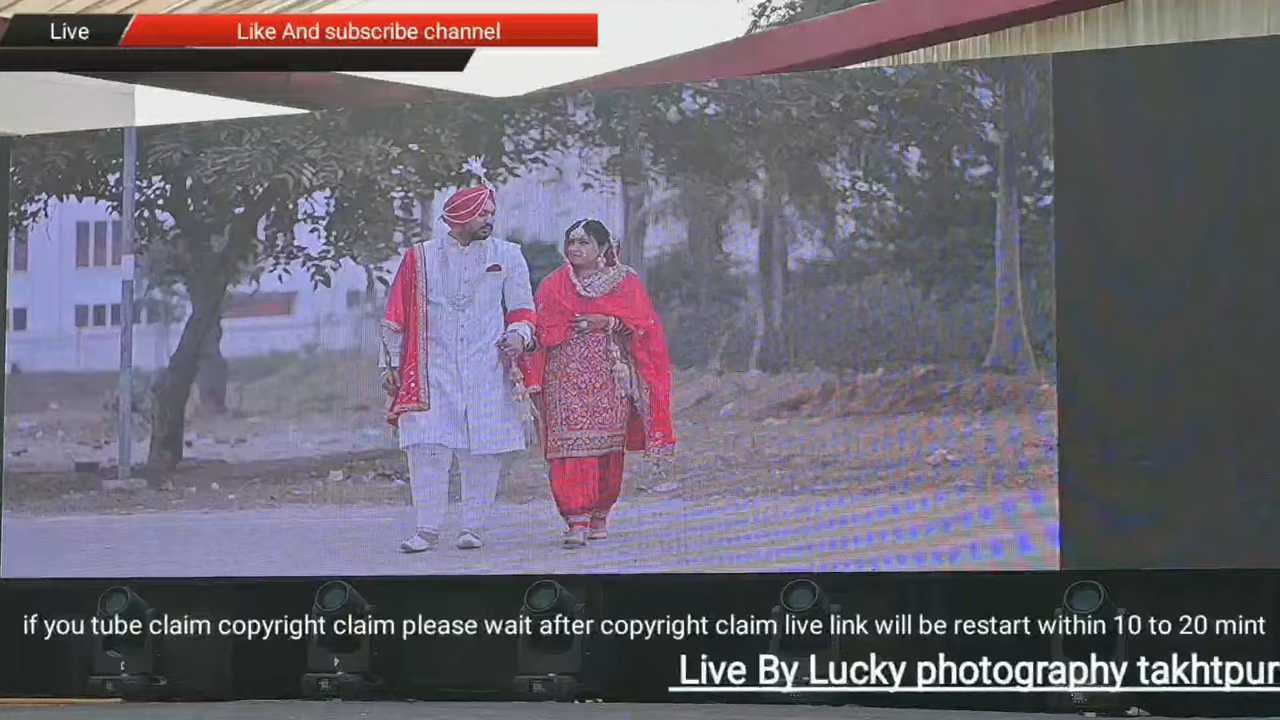 Live
Like And subscribe channel
if you tube claim copyright claim please wait after copyright claim live link will be restart within 10 to 20 mint
Live By Lucky photography takhtpur